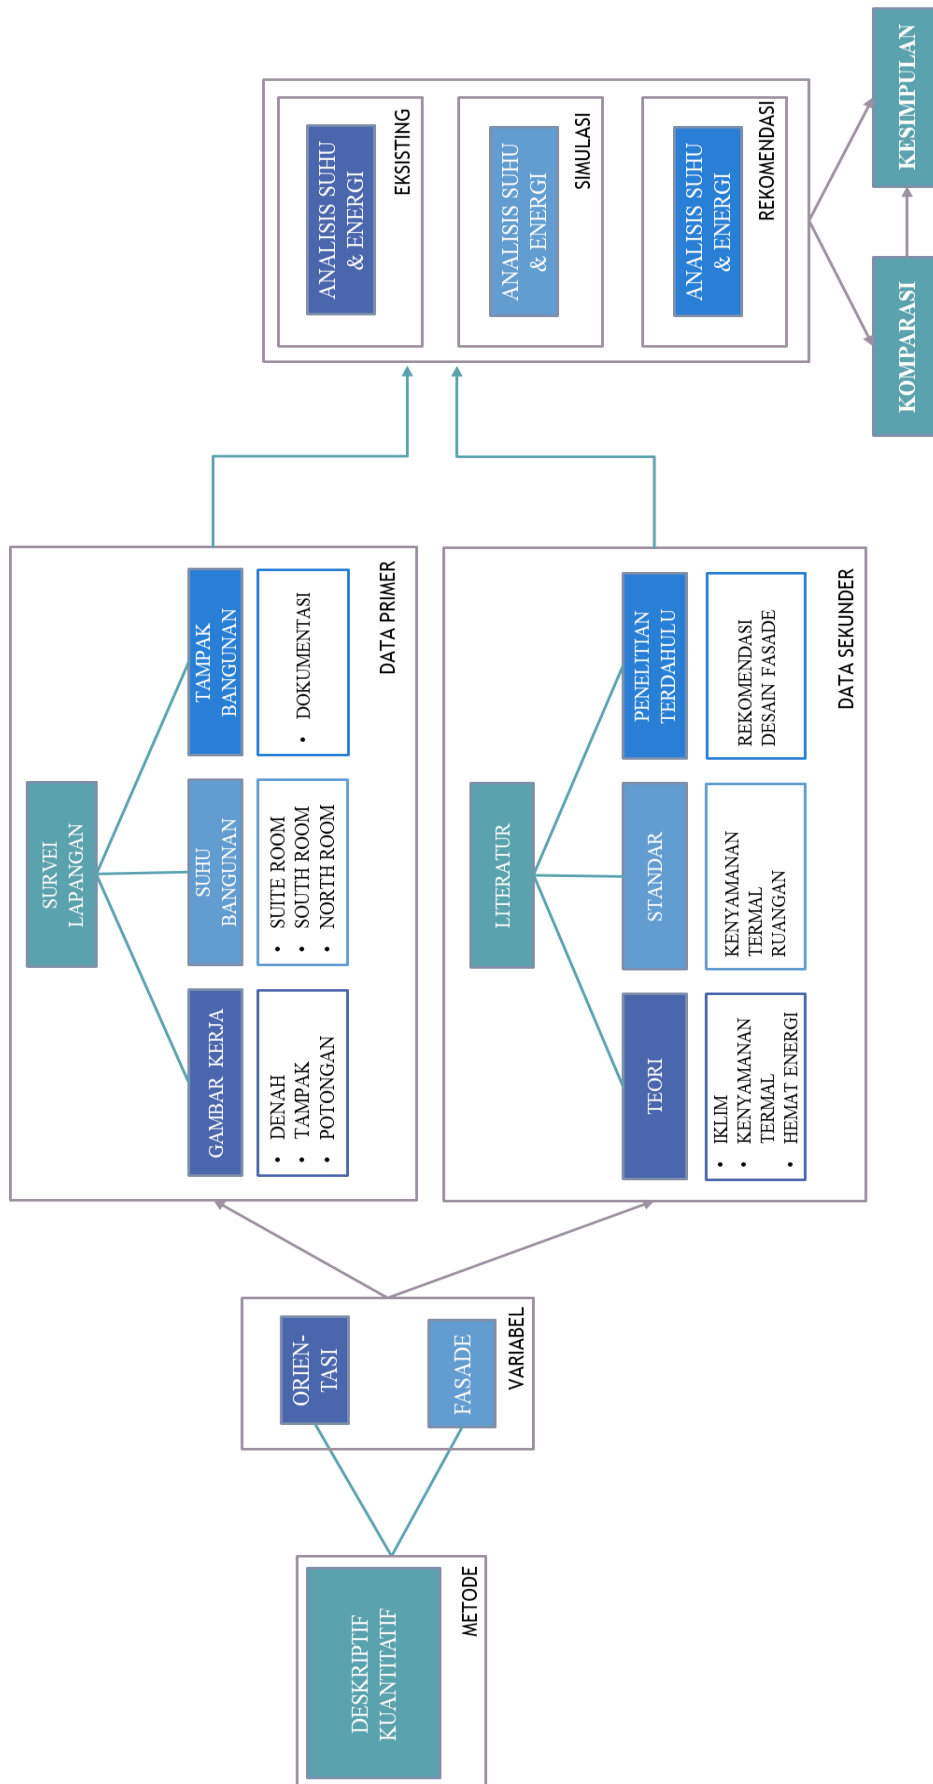 DESKRIPTIF
KUANTITATIF
METODE
ORIEN-
TASI
FASADE
VARIABEL
SURVEI
LAPANGAN
GAMBAR KERJA
• DENAH
• TAMPAK
• POTONGAN
SUHU
BANGUNAN
• SUITE ROOM
• SOUTH ROOM
• NORTH ROOM
TAMPAK
BANGUNAN
• DOKUMENTASI
DATA PRIMER
LITERATUR
TEORI
• IKLIM
• KENYAMANAN
TERMAL
• HEMAT ENERGI
STANDAR
KENYAMANAN
TERMAL
RUANGAN
PENELITIAN
TERDAHULU
REKOMENDASI
DESAIN FASADE
DATA SEKUNDER
ANALISIS SUHU
& ENERGI
EKSISTING
ANALISIS SUHU
& ENERGI
SIMULASI
ANALISIS SUHU
& ENERGI
REKOMENDASI
KOMPARASI
KESIMPULAN